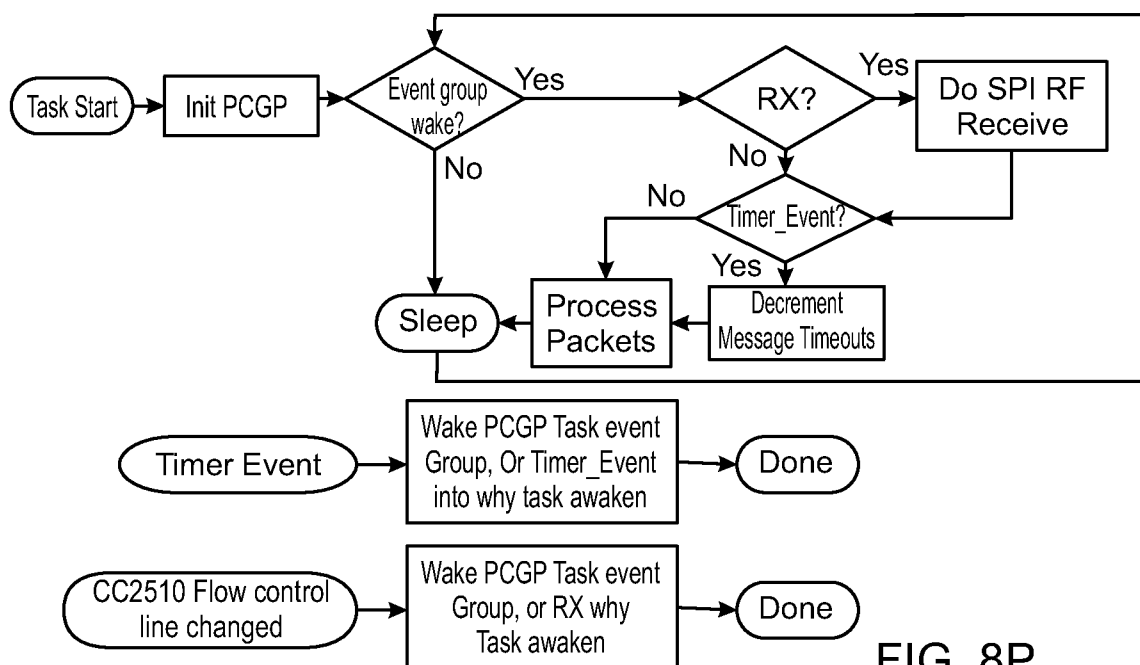 Task Start
Init PCGP
Event group
wake?
Yes
No
RX?
Yes
No
Do SPI RF
Receive
Timer_Event?
No
Yes
Decrement
Message Timeouts
Process
Packets
Sleep
Timer Event
Wake PCGP Task event
Group, Or Timer_Event
into why task awaken
Done
CC2510 Flow control
line changed
Wake PCGP Task event
Group, or RX why
Task awaken
Done
FIG. 8P